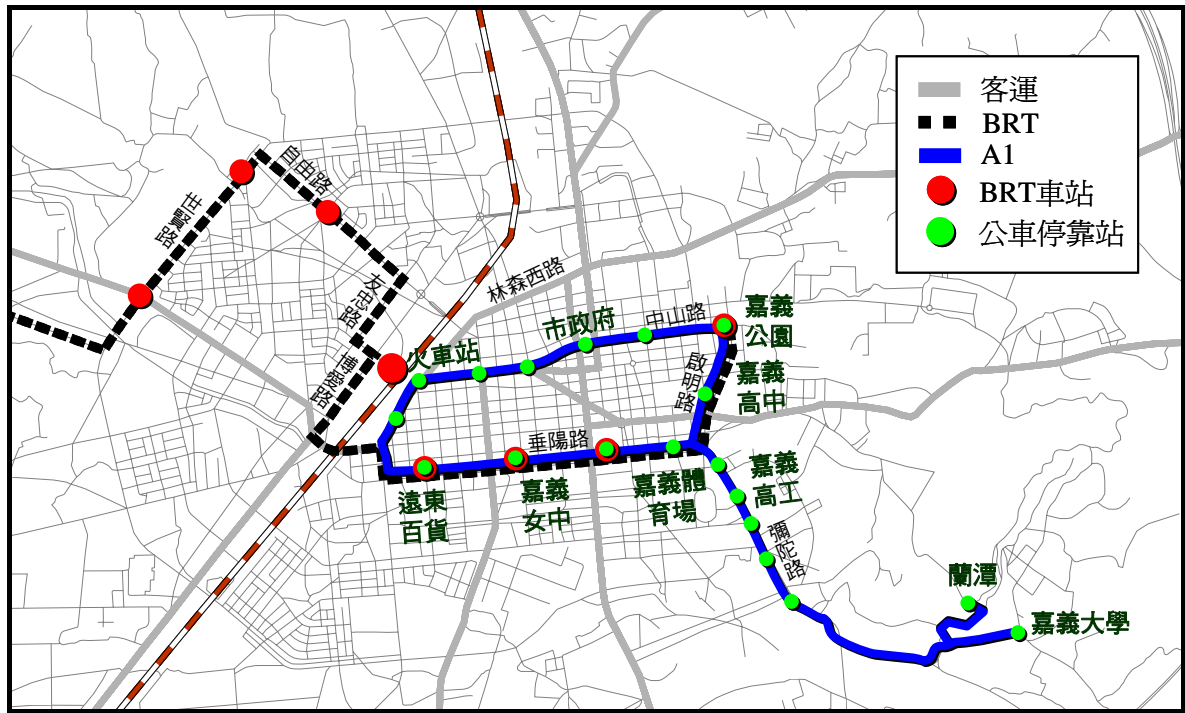 客運
BRT
A1
BRT車站
公車停靠站
自由路
世賢路
友忠路
博愛路
林森西路
火車站
市政府
中山路
嘉義
公園
啟明路
嘉義
高中
垂陽路
遠東
百貨
嘉義
女中
嘉義體
育場
嘉義
高工
彌陀路
蘭潭
嘉義大學